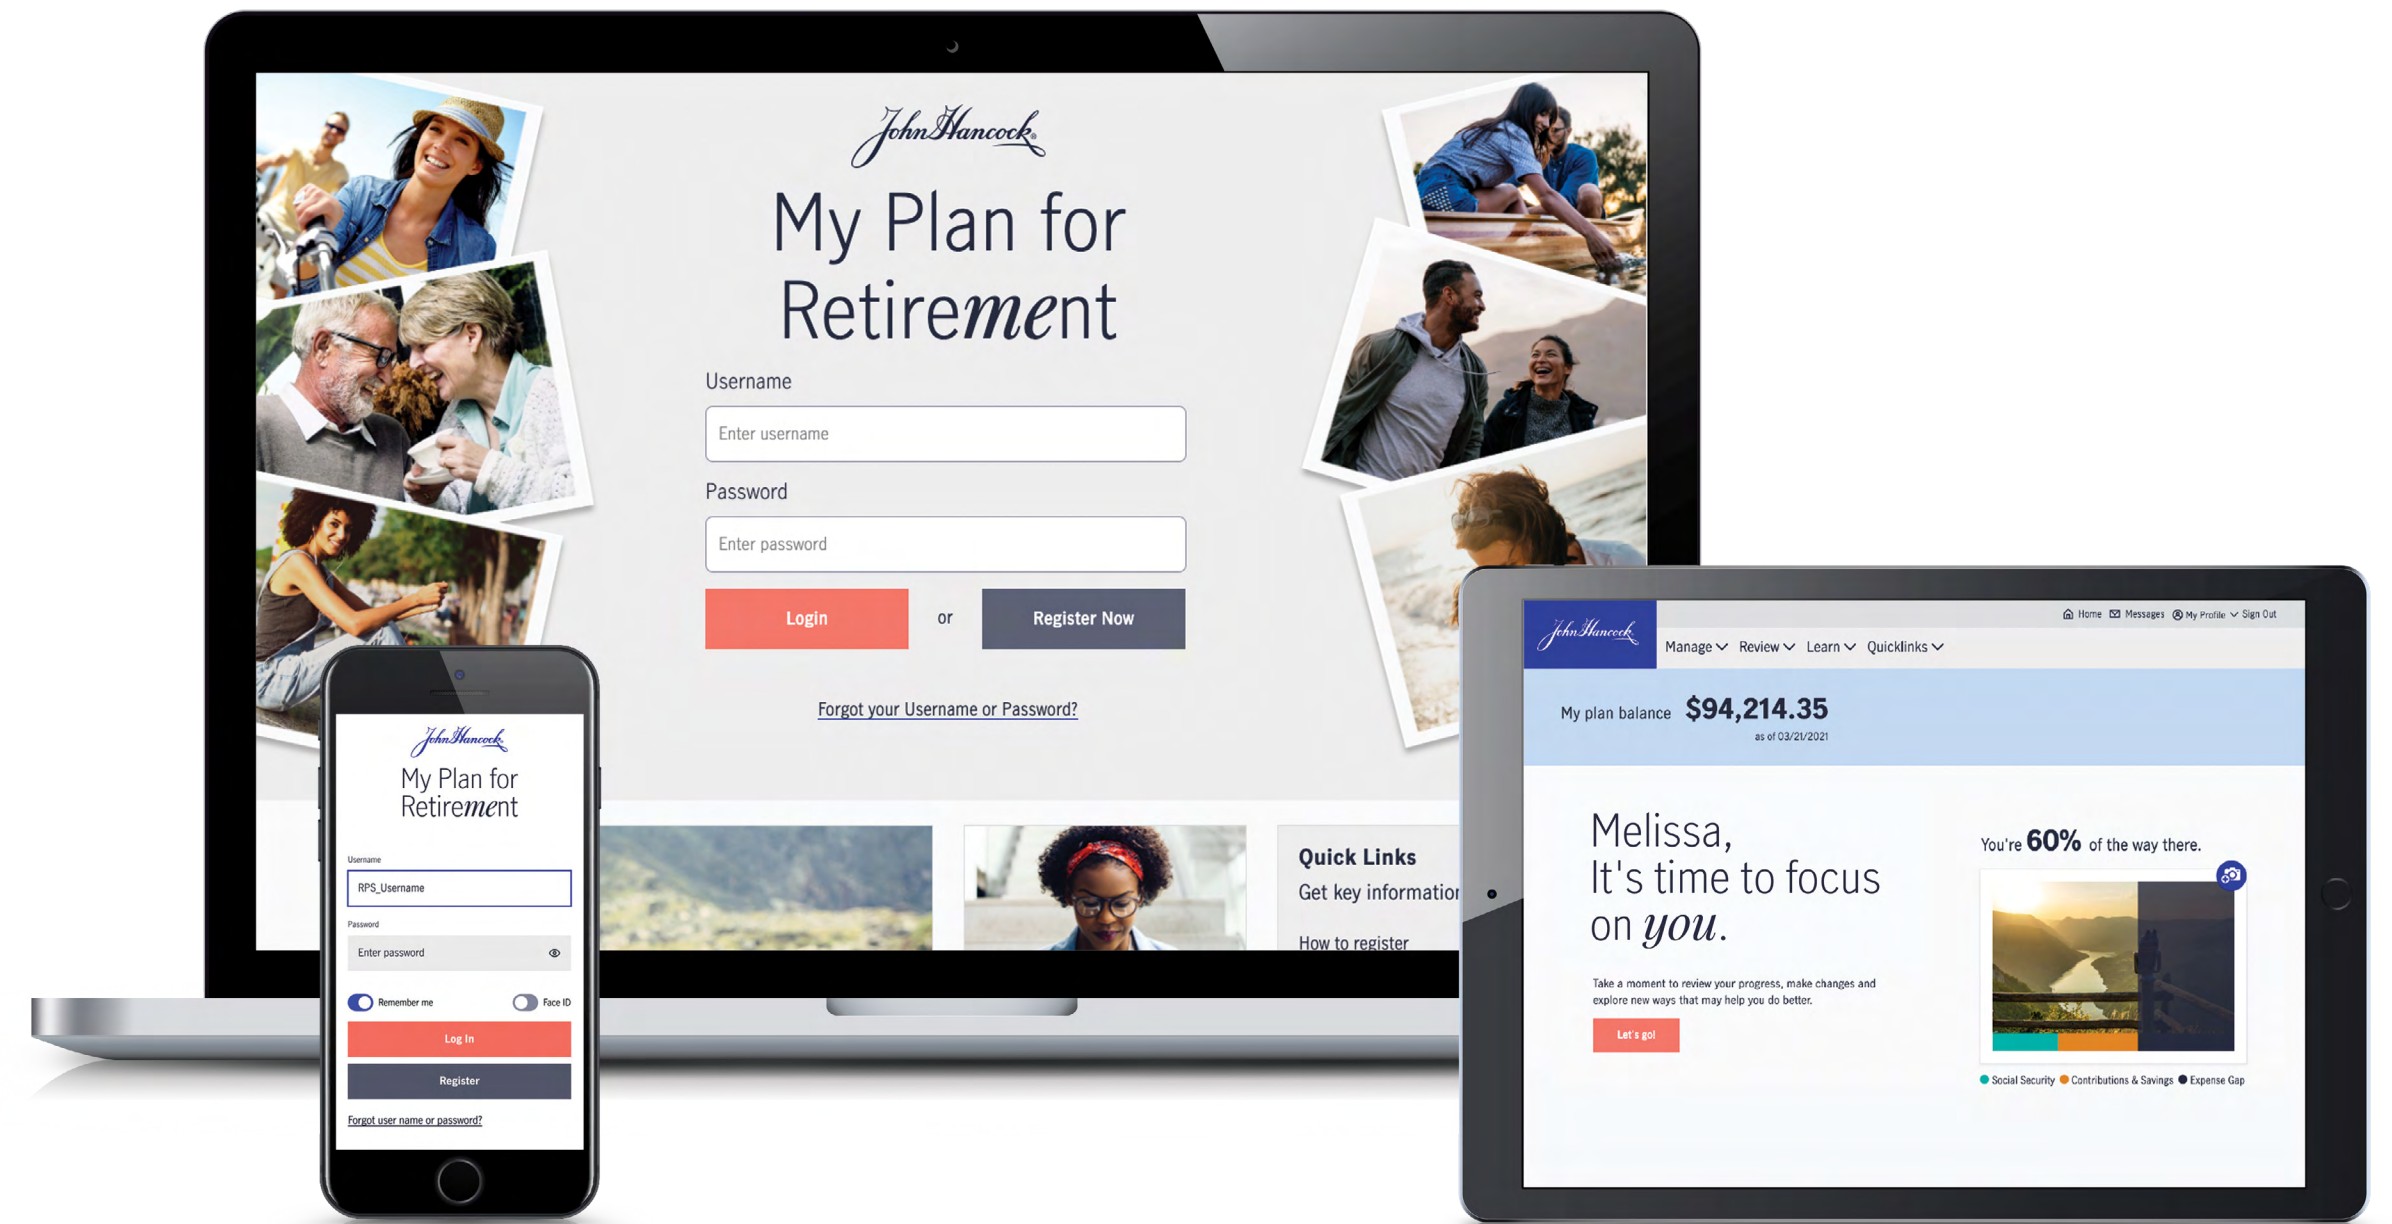 John Hancock®
My Plan for
Retirement
Username
Enter username
Password
Enter password
Login or Register Now
Forgot your Username or Password?
Quick Links
Get key information
How to register
John Hancock
My Plan for
Retirement
Username
RPS_Username
Password
Enter password
Remember me Face ID
Log In
Register
Forgot user name or password?
John Hancock
Home Messages My Profile Sign Out
Manage Review Learn Quicklinks
My plan balance $94,214.35
as of 03/21/2021
Melissa,
It's time to focus
on you.
Take a moment to review your progress, make changes and
explore new ways that may help you do better.
Let's go!
You're 60% of the way there.
Social Security Contributions & Savings Expense Gap